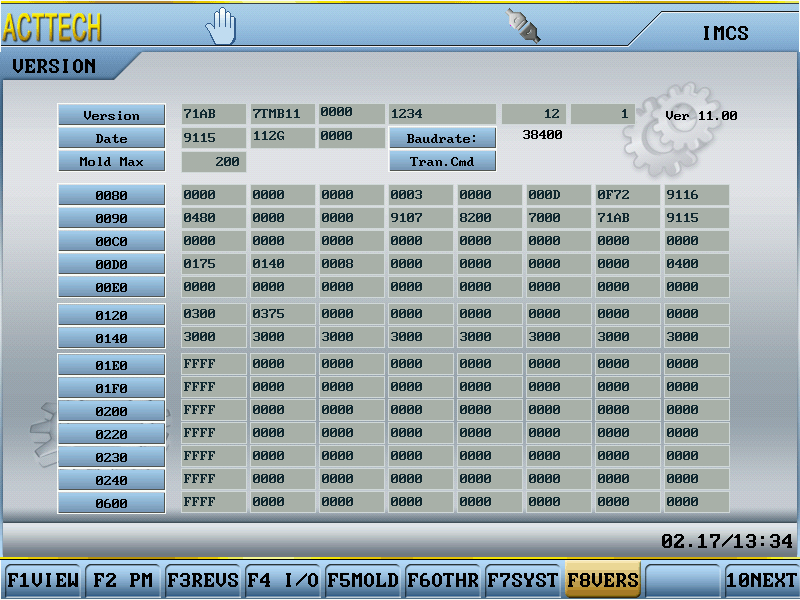 ACTTECH
IMCS
VERSION
Version 71AB 7TMB11 0000 1234 12 1 Ver 11.00
Date 9115 112G 0000 Baudrate: 38400
Mold Max 200 Tran.Cmd
0080 0000 0000 0000 0003 0000 000D 0F72 9116
0090 0480 0000 0000 9107 8200 7000 71AB 9115
00C0 0000 0000 0000 0000 0000 0000 0000 0000
00D0 0175 0140 0008 0000 0000 0000 0000 0400
00E0 0000 0000 0000 0000 0000 0000 0000 0000
0120 0300 0375 0000 0000 0000 0000 0000 0000
0140 3000 3000 3000 3000 3000 3000 3000 3000
01E0 FFFF 0000 0000 0000 0000 0000 0000 0000
01F0 FFFF 0000 0000 0000 0000 0000 0000 0000
0200 FFFF 0000 0000 0000 0000 0000 0000 0000
0220 FFFF 0000 0000 0000 0000 0000 0000 0000
0230 FFFF 0000 0000 0000 0000 0000 0000 0000
0240 FFFF 0000 0000 0000 0000 0000 0000 0000
0600 FFFF 0000 0000 0000 0000 0000 0000 0000
02.17/13:34
F1VIEW F2 PM F3REVS F4 I/O F5MOLD F6OTHR F7SYST F8VERS 10NEXT